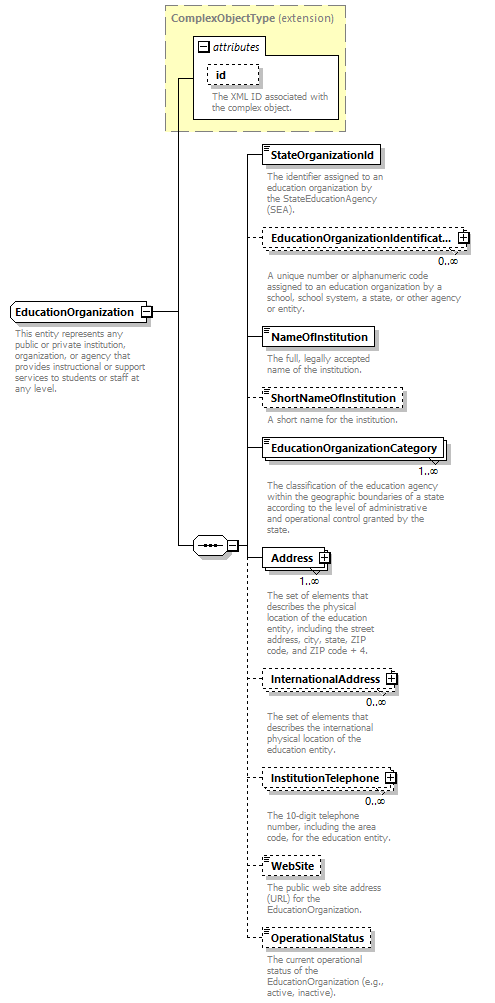 ComplexObjectType (extension)
attributes
id
The XML ID associated with
the complex object.
StateOrganizationId
The identifier assigned to an
education organization by
the StateEducationAgency
(SEA).
EducationOrganizationIdentificat...
0..∞
A unique number or alphanumeric code
assigned to an education organization by a
school, school system, a state, or other agency
or entity.
EducationOrganization
This entity represents any
public or private institution,
organization, or agency that
provides instructional or support
services to students or staff at
any level.
NameOfInstitution
The full, legally accepted
name of the institution.
ShortNameOfInstitution
A short name for the institution.
EducationOrganizationCategory
1..∞
The classification of the education agency
within the geographic boundaries of a state
according to the level of administrative
and operational control granted by the
state.
Address
1..∞
The set of elements that
describes the physical
location of the education
entity, including the street
address, city, state, ZIP
code, and ZIP code + 4.
InternationalAddress
0..∞
The set of elements that
describes the international
physical location of the
education entity.
InstitutionTelephone
0..∞
The 10-digit telephone
number, including the area
code, for the education entity.
WebSite
The public web site address
(URL) for the
EducationOrganization.
OperationalStatus
The current operational
status of the
EducationOrganization (e.g.,
active, inactive).